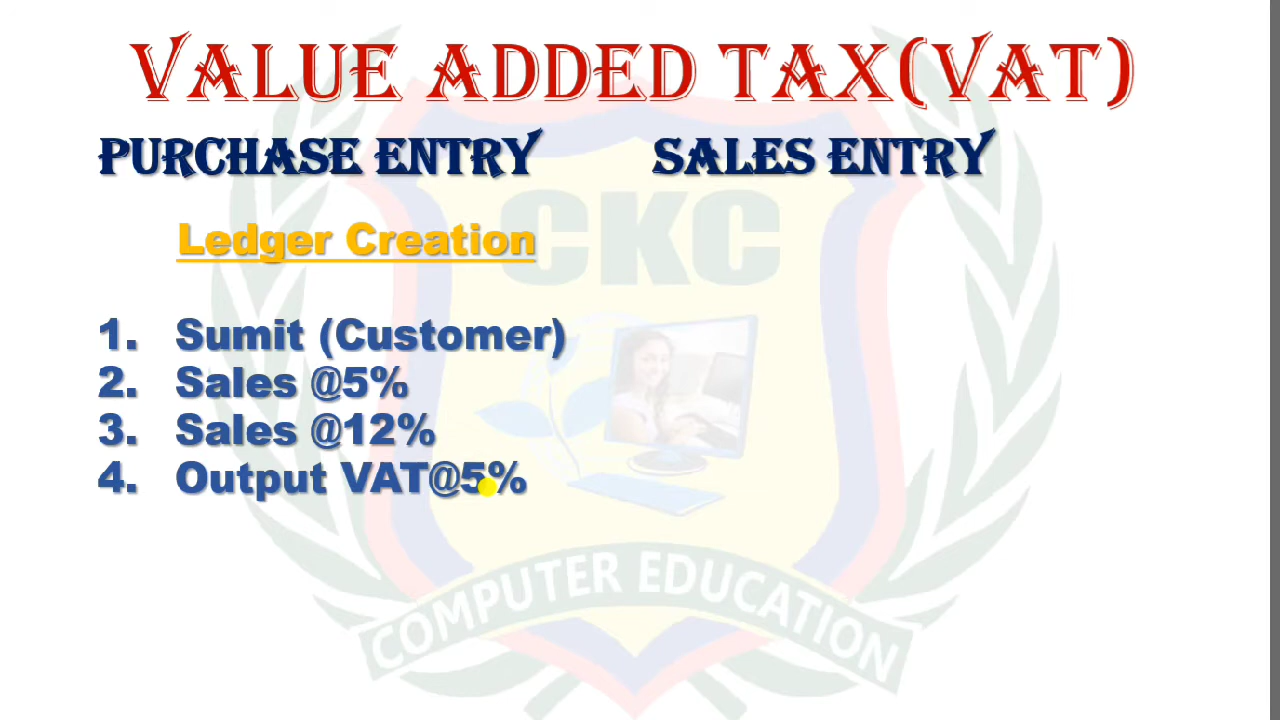 VALUE ADDED TAX(VAT)
PURCHASE ENTRY SALES ENTRY
Ledger Creation
CKC
1. Sumit (Customer)
2. Sales @5%
3. Sales @12%
4. Output VAT@5%
COMPUTER EDUCATION